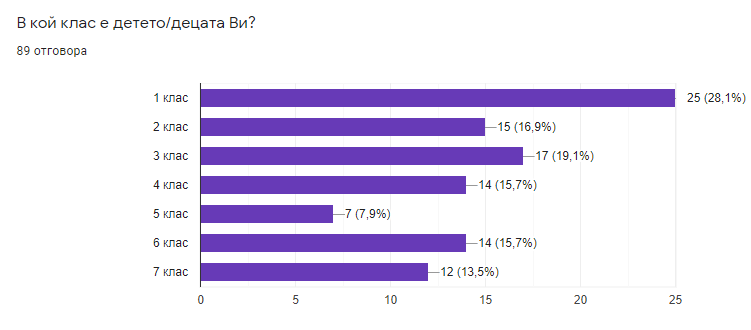 В кой клас е детето/децата Ви?
89 отговора
1 клас 25 (28,1%)
2 клас 15 (16,9%)
3 клас 17 (19,1%)
4 клас 14 (15,7%)
5 клас 7 (7,9%)
6 клас 14 (15,7%)
7 клас 12 (13,5%)
0 5 10 15 20 25